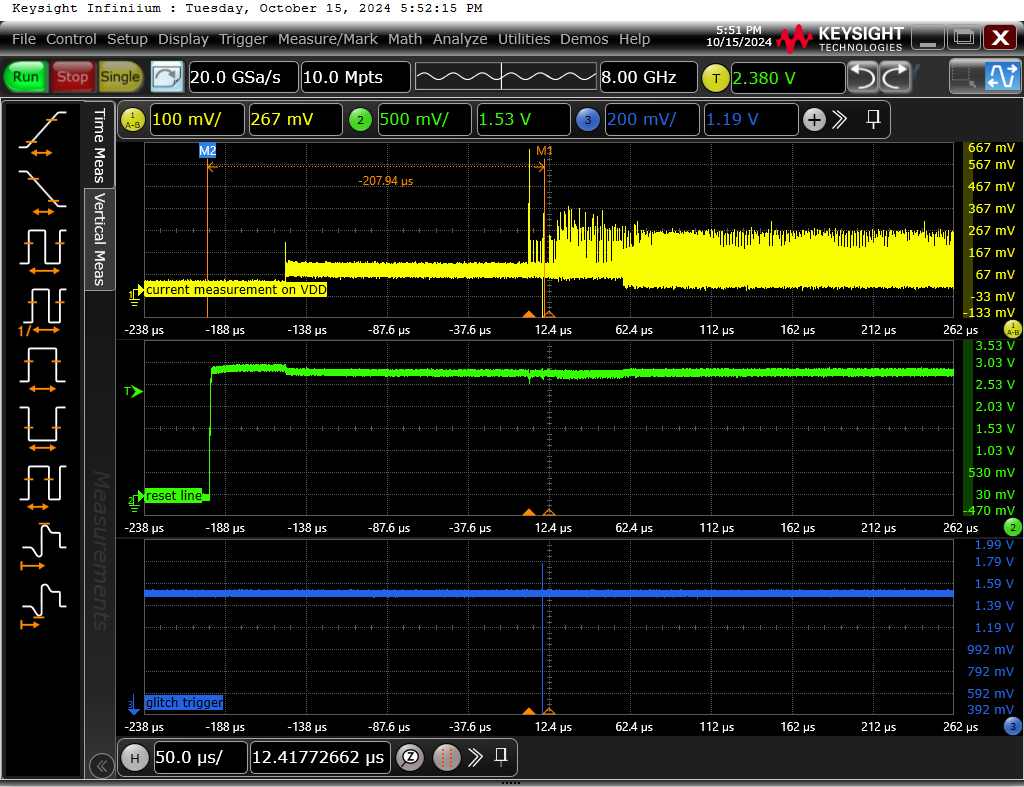 Keysight Infiniium : Tuesday, October 15, 2024 5:52:15 PM
File Control Setup Display Trigger Measure/Mark Math Analyze Utilities Demos Help
5:51 PM
10/15/2024
KEYSIGHT
TECHNOLOGIES
Run Stop Single 20.0 GSa/s 10.0 Mpts 8.00 GHz T 2.380 V
1 A-B 100 mV/ 267 mV 2 500 mV/ 1.53 V 3 200 mV/ 1.19 V
Time Meas
Vertical Meas
Measurements
1/
M2 M1
-207.94 µs
667 mV
567 mV
467 mV
367 mV
267 mV
167 mV
67 mV
-33 mV
-133 mV
1
current measurement on VDD
-238 µs -188 µs -138 µs -87.6 µs -37.6 µs 12.4 µs 62.4 µs 112 µs 162 µs 212 µs 262 µs
1 A-B
3.53 V
3.03 V
2.53 V
2.03 V
1.53 V
1.03 V
530 mV
30 mV
-470 mV
T
2
reset line
-238 µs -188 µs -138 µs -87.6 µs -37.6 µs 12.4 µs 62.4 µs 112 µs 162 µs 212 µs 262 µs
2
1.99 V
1.79 V
1.59 V
1.39 V
1.19 V
992 mV
792 mV
592 mV
392 mV
3
glitch trigger
-238 µs -188 µs -138 µs -87.6 µs -37.6 µs 12.4 µs 62.4 µs 112 µs 162 µs 212 µs 262 µs
3
H 50.0 µs/ 12.41772662 µs